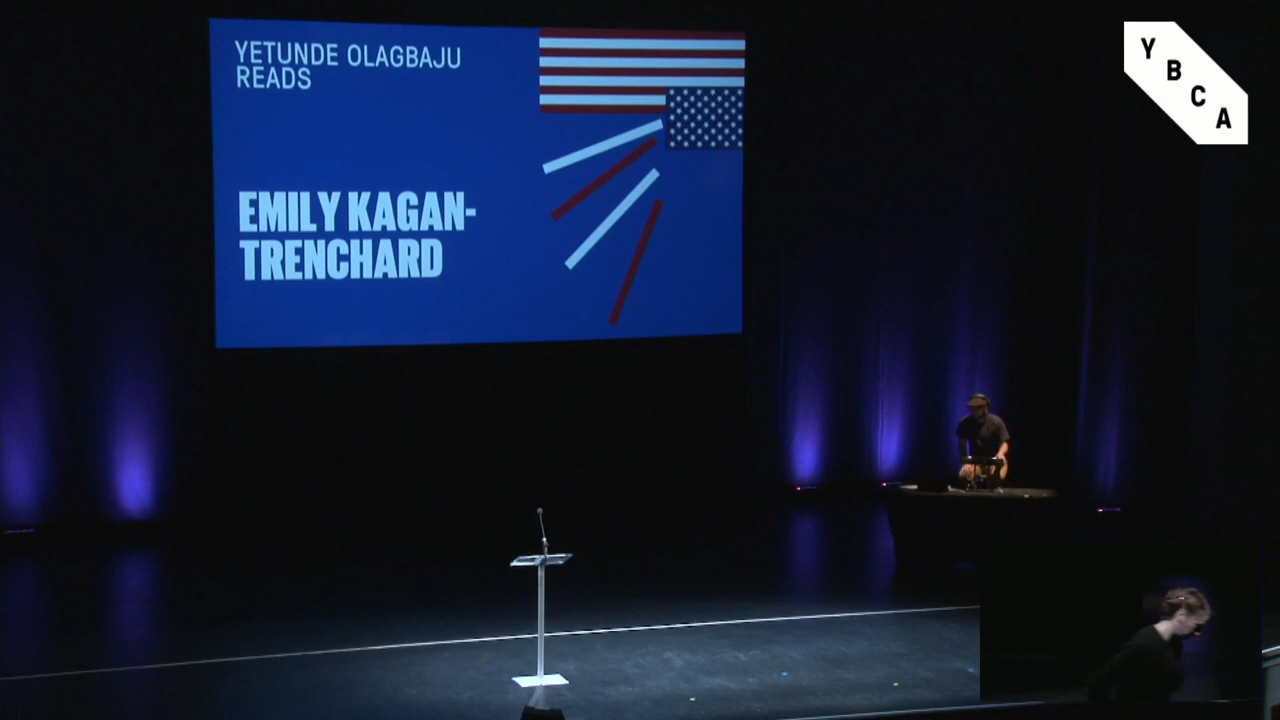 YETUNDE OLAGBAJU
READS
EMILY KAGAN-
TRENCHARD
Y
B
C
A